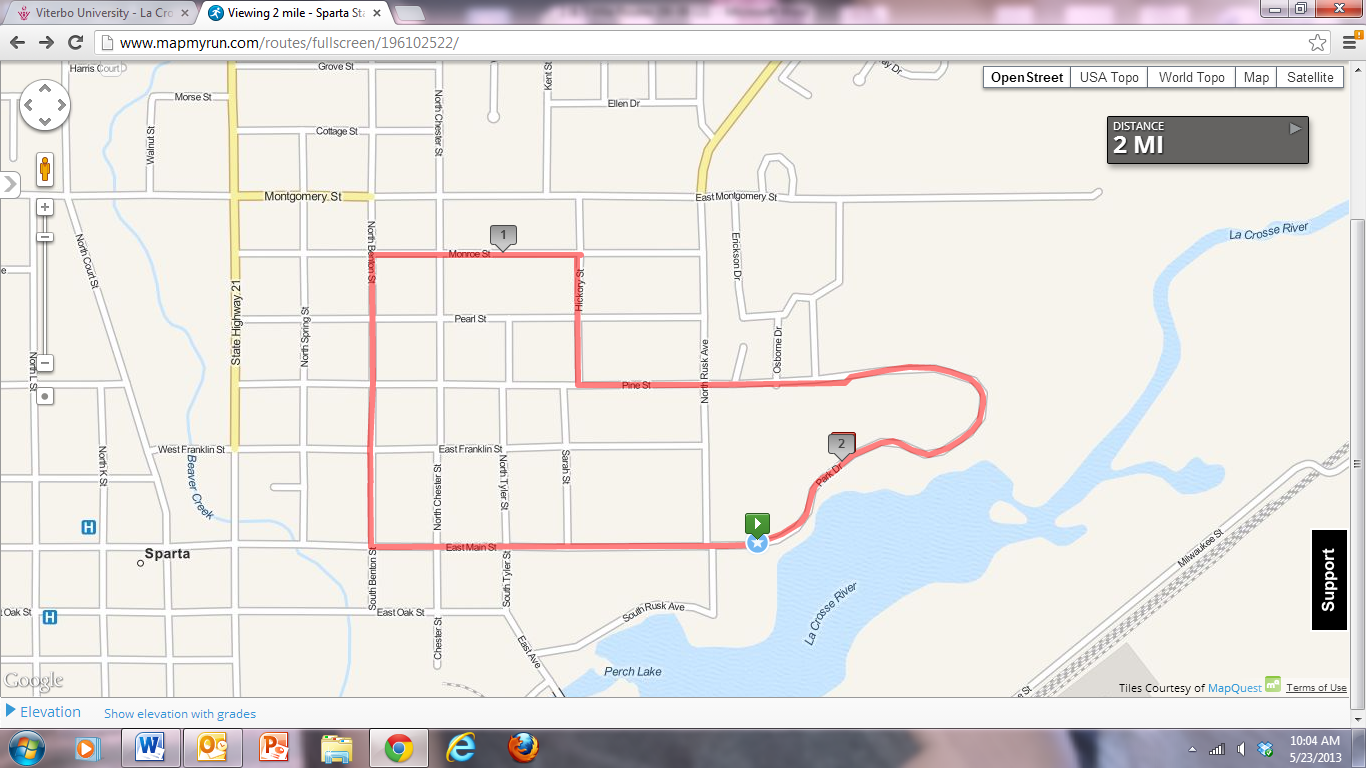 Viterbo University - La Cro
Viewing 2 mile - Sparta Sta
www.mapmyrun.com/routes/fullscreen/196102522/
OpenStreet
USA Topo
World Topo
Map
Satellite
DISTANCE
2 MI
Harris Court
Grove St
Kent St
Morse St
Ellen Dr
Walnut St
Cottage St
North Chester St
Montgomery St
East Montgomery St
La Crosse River
North Court St
North Benton St
1
Monroe St
Hickory St
Erickson Dr
State Highway 21
North Spring St
Pearl St
Osborne Dr
North Rusk Ave
Pine St
2
West Franklin St
East Franklin St
Park Dr
North K St
Beaver Creek
North Chester St
North Tyler St
Sarah St
H
Sparta
East Main St
Milwaukee St
Support
South Benton St
South Tyler St
H
t Oak St
East Oak St
South Rusk Ave
La Crosse River
Chester St
East Ave
Perch Lake
Google
Tiles Courtesy of MapQuest
Terms of Use
Elevation
Show elevation with grades
10:04 AM
5/23/2013